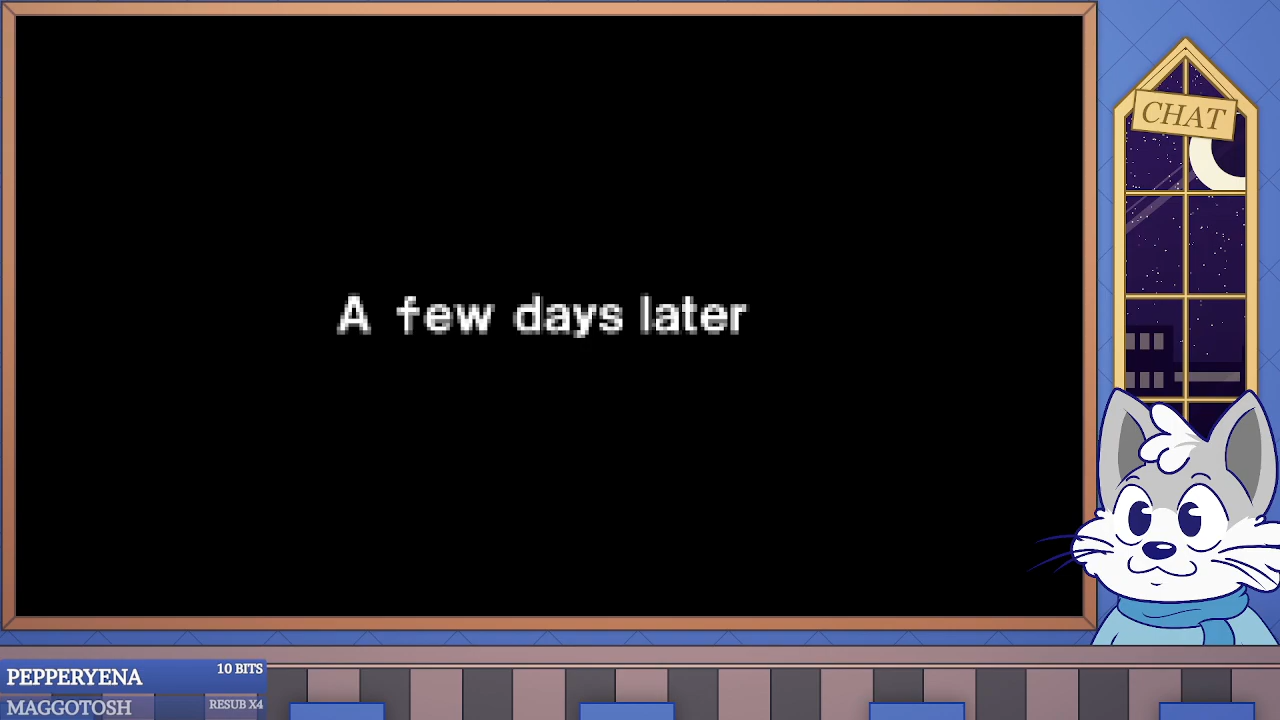 CHAT
A few days later
PEPPERYENA 10 BITS
MAGGOTOSH RESUB X4